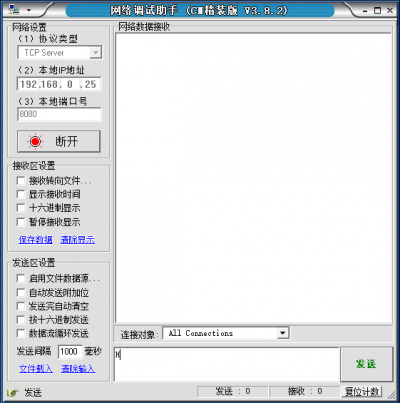 网络调试助手 (CM精装版 V3.8.2)
网络设置
(1) 协议类型
TCP Server
(2) 本地IP地址
192.168. 0 .25
(3) 本地端口号
8080
断开
接收区设置
接收转向文件...
显示接收时间
十六进制显示
暂停接收显示
保存数据 清除显示
发送区设置
启用文件数据源...
自动发送附加位
发送完自动清空
按十六进制发送
数据流循环发送
发送间隔 1000 毫秒
文件载入 清除输入
网络数据接收
连接对象: All Connections
H
发送
发送
发送 : 0
接收 : 0
复位计数